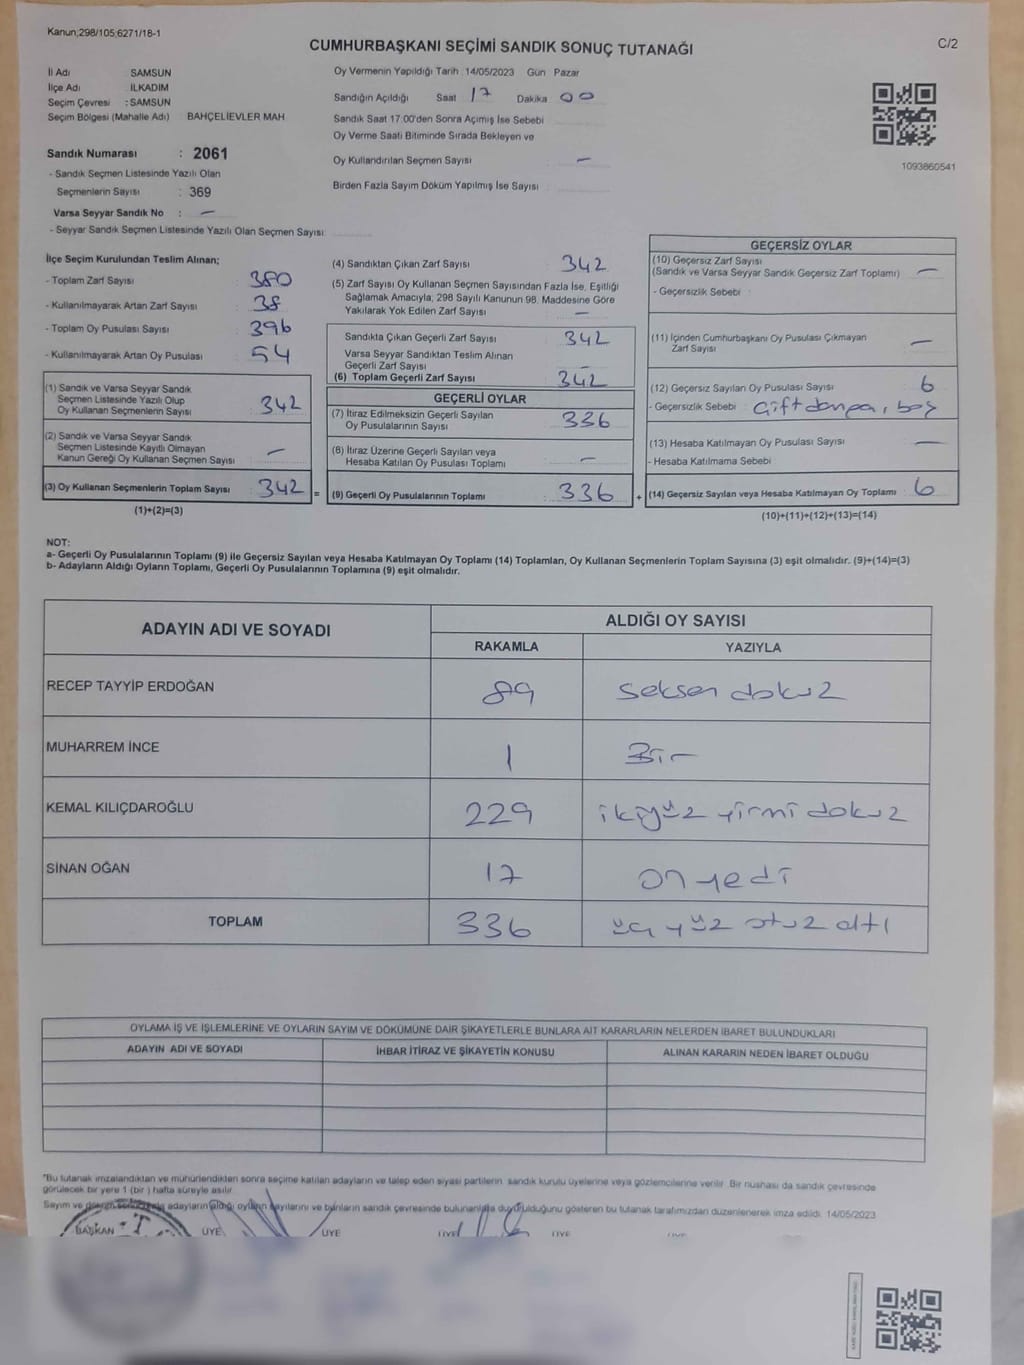 Kanun;298/105;6271/18-1
CUMHURBAŞKANI SEÇİMİ SANDIK SONUÇ TUTANAĞI
C/2
İl Adı : SAMSUN
İlçe Adı : İLKADIM
Seçim Çevresi : SAMSUN
Seçim Bölgesi (Mahalle Adı) BAHÇELİEVLER MAH
Sandık Numarası : 2061
- Sandık Seçmen Listesinde Yazılı Olan
Seçmenlerin Sayısı : 369
Varsa Seyyar Sandık No : —
- Seyyar Sandık Seçmen Listesinde Yazılı Olan Seçmen Sayısı:
Oy Vermenin Yapıldığı Tarih 14/05/2023 Gün Pazar
Sandığın Açıldığı Saat 17 Dakika 00
Sandık Saat 17:00'den Sonra Açımış İse Sebebi
Oy Verme Saati Bitiminde Sırada Bekleyen ve
Oy Kullandırılan Seçmen Sayısı —
Birden Fazla Sayım Döküm Yapılmış İse Sayısı
1093860541
İlçe Seçim Kurulundan Teslim Alınan;
- Toplam Zarf Sayısı : 380
- Kullanılmayarak Artan Zarf Sayısı : 38
- Toplam Oy Pusulası Sayısı : 396
- Kullanılmayarak Artan Oy Pusulası : 54
(1) Sandık ve Varsa Seyyar Sandık
Seçmen Listesinde Yazılı Olup
Oy Kullanan Seçmenlerin Sayısı : 342
(2) Sandık ve Varsa Seyyar Sandık
Seçmen Listesinde Kayıtlı Olmayan
Kanun Gereği Oy Kullanan Seçmen Sayısı : —
(3) Oy Kullanan Seçmenlerin Toplam Sayısı : 342 =
(1)+(2)=(3)
(4) Sandıktan Çıkan Zarf Sayısı : 342
(5) Zarf Sayısı Oy Kullanan Seçmen Sayısından Fazla İse, Eşitliği
Sağlamak Amacıyla; 298 Sayılı Kanunun 98. Maddesine Göre
Yakılarak Yok Edilen Zarf Sayısı : —
Sandıkta Çıkan Geçerli Zarf Sayısı : 342
Varsa Seyyar Sandıktan Teslim Alınan
Geçerli Zarf Sayısı
(6) Toplam Geçerli Zarf Sayısı : 342
GEÇERLİ OYLAR
(7) İtiraz Edilmeksizin Geçerli Sayılan
Oy Pusulalarının Sayısı : 336
(8) İtiraz Üzerine Geçerli Sayılan veya
Hesaba Katılan Oy Pusulası Toplamı : —
(9) Geçerli Oy Pusulalarının Toplamı : 336 +
GEÇERSİZ OYLAR
(10) Geçersiz Zarf Sayısı
(Sandık ve Varsa Seyyar Sandık Geçersiz Zarf Toplamı) : —
- Geçersizlik Sebebi :
(11) İçinden Cumhurbaşkanı Oy Pusulası Çıkmayan
Zarf Sayısı : —
(12) Geçersiz Sayılan Oy Pusulası Sayısı : 6
- Geçersizlik Sebebi : Çift damga, boş
(13) Hesaba Katılmayan Oy Pusulası Sayısı : —
- Hesaba Katılmama Sebebi
(14) Geçersiz Sayılan veya Hesaba Katılmayan Oy Toplamı : 6
(10)+(11)+(12)+(13)=(14)
NOT:
a- Geçerli Oy Pusulalarının Toplamı (9) ile Geçersiz Sayılan veya Hesaba Katılmayan Oy Toplamı (14) Toplamları, Oy Kullanan Seçmenlerin Toplam Sayısına (3) eşit olmalıdır. (9)+(14)=(3)
b- Adayların Aldığı Oyların Toplamı, Geçerli Oy Pusulalarının Toplamına (9) eşit olmalıdır.
ADAYIN ADI VE SOYADI ALDIĞI OY SAYISI
RAKAMLA YAZIYLA
RECEP TAYYİP ERDOĞAN 89 seksen dokuz
MUHARREM İNCE 1 Bir
KEMAL KILIÇDAROĞLU 229 ikiyüz yirmi dokuz
SİNAN OĞAN 17 on yedi
TOPLAM 336 üç yüz otuz altı
OYLAMA İŞ VE İŞLEMLERİNE VE OYLARIN SAYIM VE DÖKÜMÜNE DAİR ŞİKAYETLERLE BUNLARA AİT KARARLARIN NELERDEN İBARET BULUNDUKLARI
ADAYIN ADI VE SOYADI İHBAR İTİRAZ VE ŞİKAYETİN KONUSU ALINAN KARARIN NEDEN İBARET OLDUĞU
*Bu tutanak imzalandıktan ve mühürlendikten sonra seçime katılan adayların ve talep eden siyasi partilerin sandık kurulu üyelerine veya gözlemcilerine verilir. Bir nüshası da sandık çevresinde
görülecek bir yere 1 (bir ) hafta süreyle asılır.
Sayım ve döküm adayların aldığı oyların sayılarını ve bunların sandık çevresinde bulunanlara duyurulduğunu gösteren bu tutanak tarafımızdan düzenlenerek imza edildi. 14/05/2023
BAŞKAN ÜYE ÜYE ÜYE ÜYE